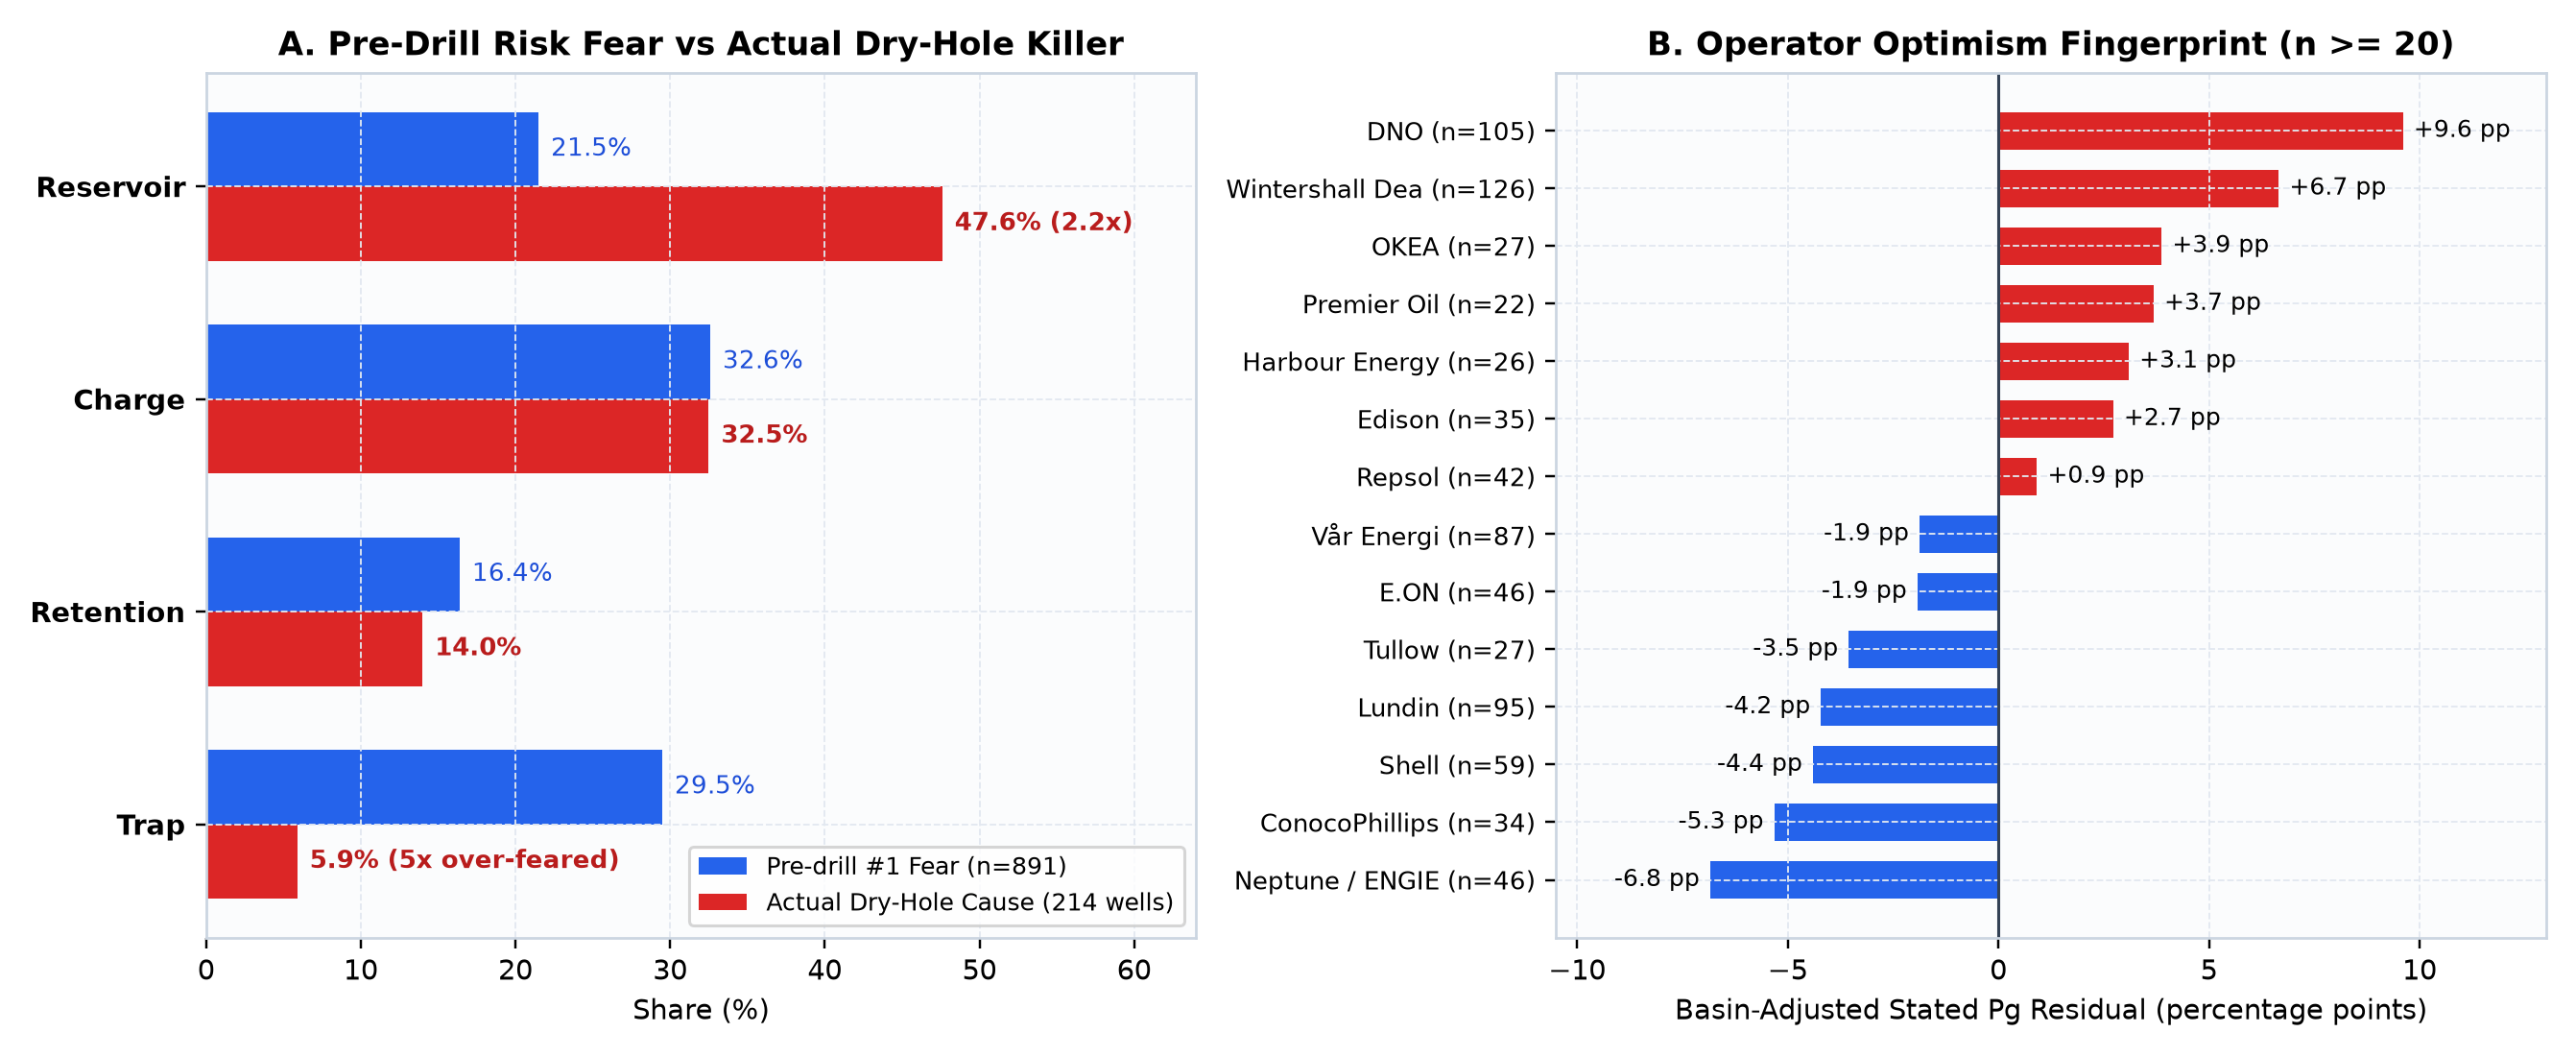 A. Pre-Drill Risk Fear vs Actual Dry-Hole Killer
Reservoir
21.5%
47.6% (2.2x)
Charge
32.6%
32.5%
Retention
16.4%
14.0%
Trap
29.5%
5.9% (5x over-feared)
Pre-drill #1 Fear (n=891)
Actual Dry-Hole Cause (214 wells)
0 10 20 30 40 50 60
Share (%)
B. Operator Optimism Fingerprint (n >= 20)
DNO (n=105) +9.6 pp
Wintershall Dea (n=126) +6.7 pp
OKEA (n=27) +3.9 pp
Premier Oil (n=22) +3.7 pp
Harbour Energy (n=26) +3.1 pp
Edison (n=35) +2.7 pp
Repsol (n=42) +0.9 pp
Vår Energi (n=87) -1.9 pp
E.ON (n=46) -1.9 pp
Tullow (n=27) -3.5 pp
Lundin (n=95) -4.2 pp
Shell (n=59) -4.4 pp
ConocoPhillips (n=34) -5.3 pp
Neptune / ENGIE (n=46) -6.8 pp
−10 −5 0 5 10
Basin-Adjusted Stated Pg Residual (percentage points)